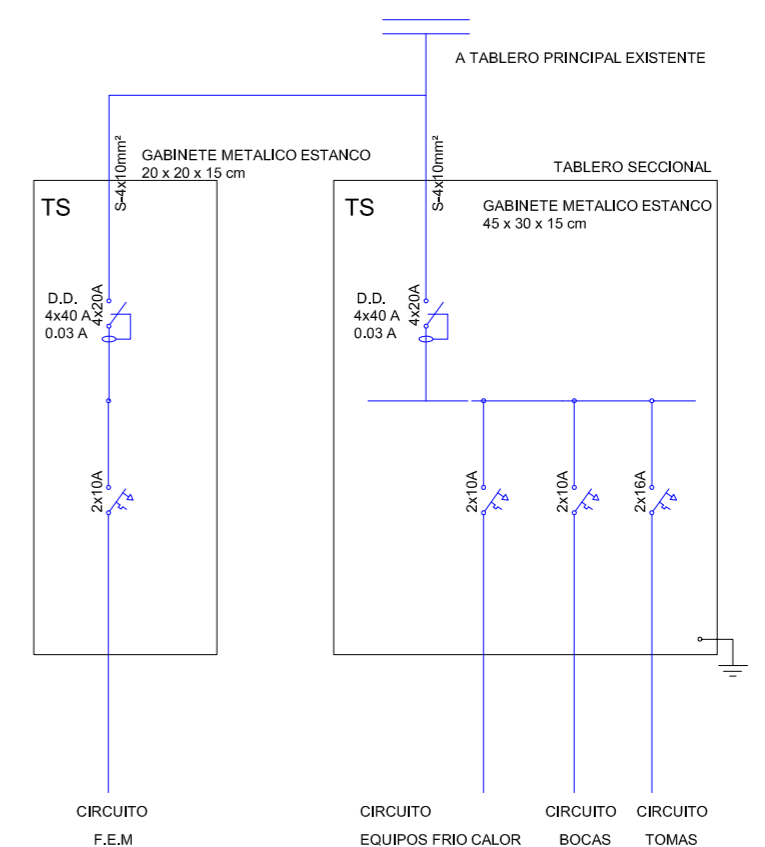 A TABLERO PRINCIPAL EXISTENTE
S-4x10mm²
GABINETE METALICO ESTANCO
20 x 20 x 15 cm
TS
D.D.
4x40 A
0.03 A
4x20A
2x10A
S-4x10mm²
TABLERO SECCIONAL
TS
GABINETE METALICO ESTANCO
45 x 30 x 15 cm
D.D.
4x40 A
0.03 A
4x20A
2x10A
2x10A
2x16A
CIRCUITO
F.E.M
CIRCUITO
EQUIPOS FRIO CALOR
CIRCUITO
BOCAS
CIRCUITO
TOMAS